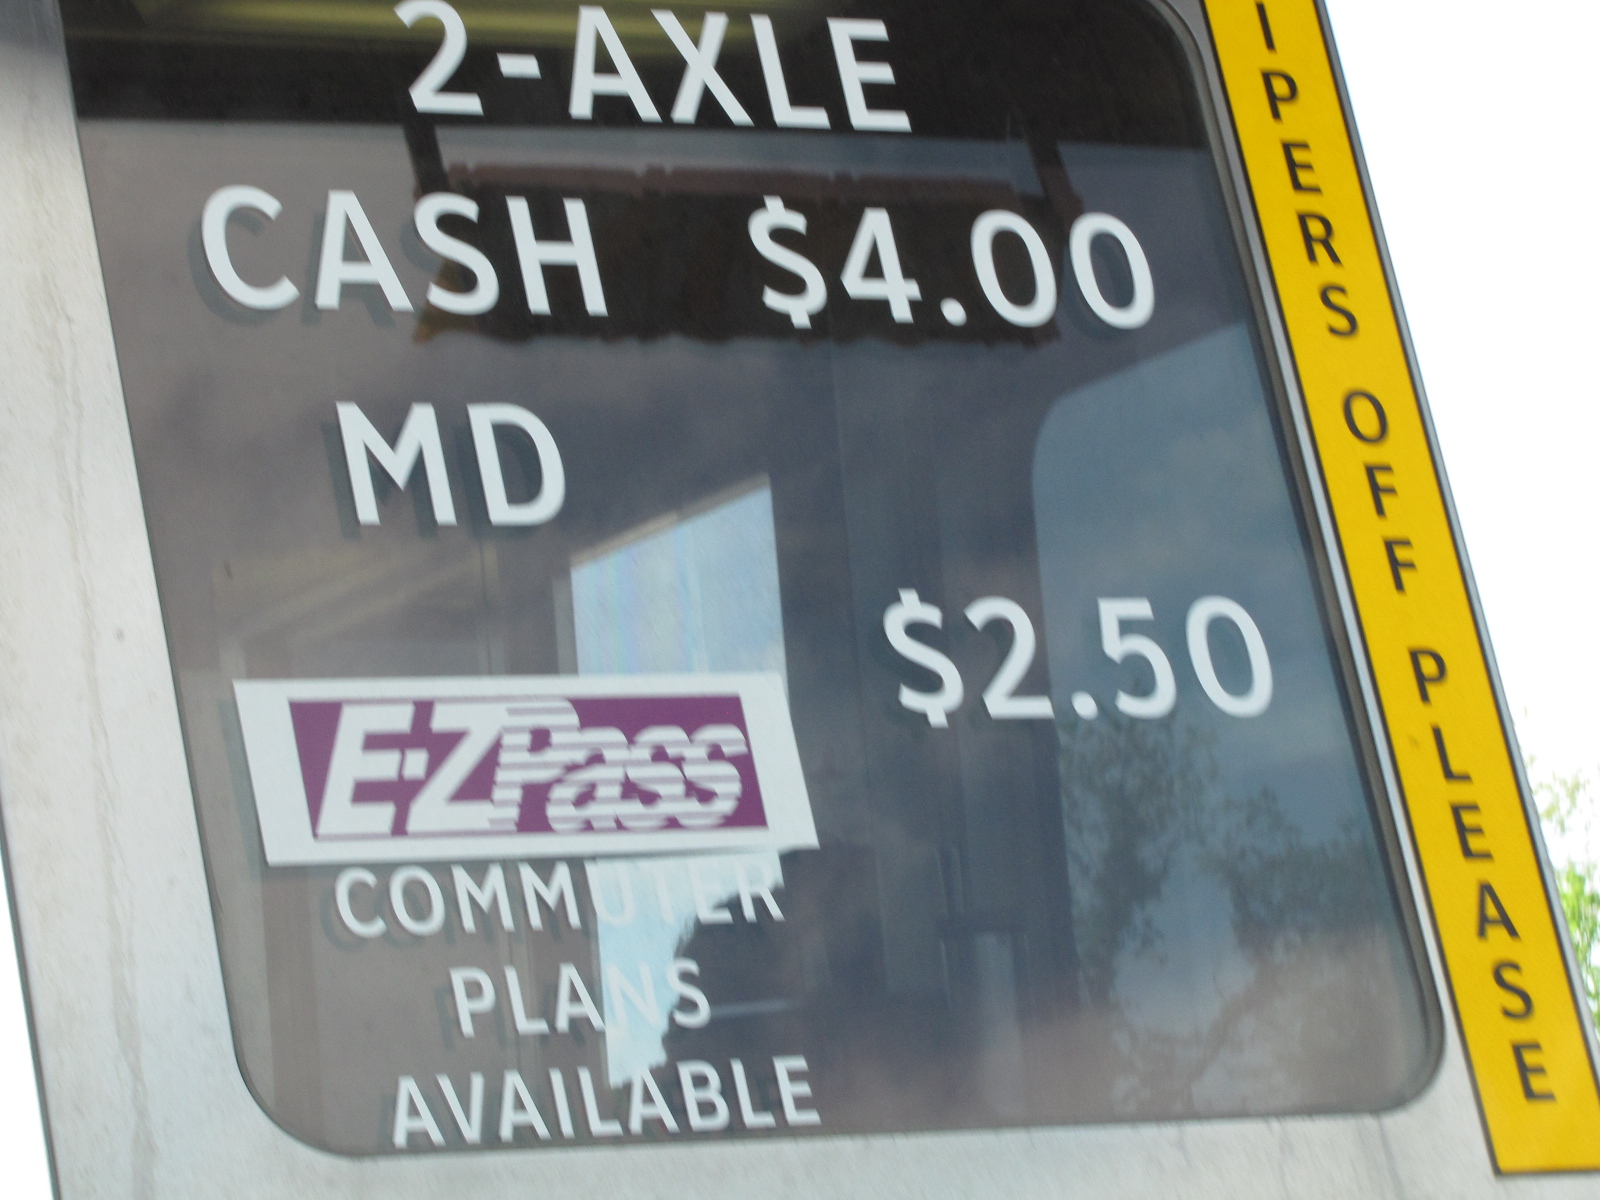 2-AXLE
CASH $4.00
MD
$2.50
E-ZPass
COMMUTER
PLANS
AVAILABLE
IPERS OFF PLEASE